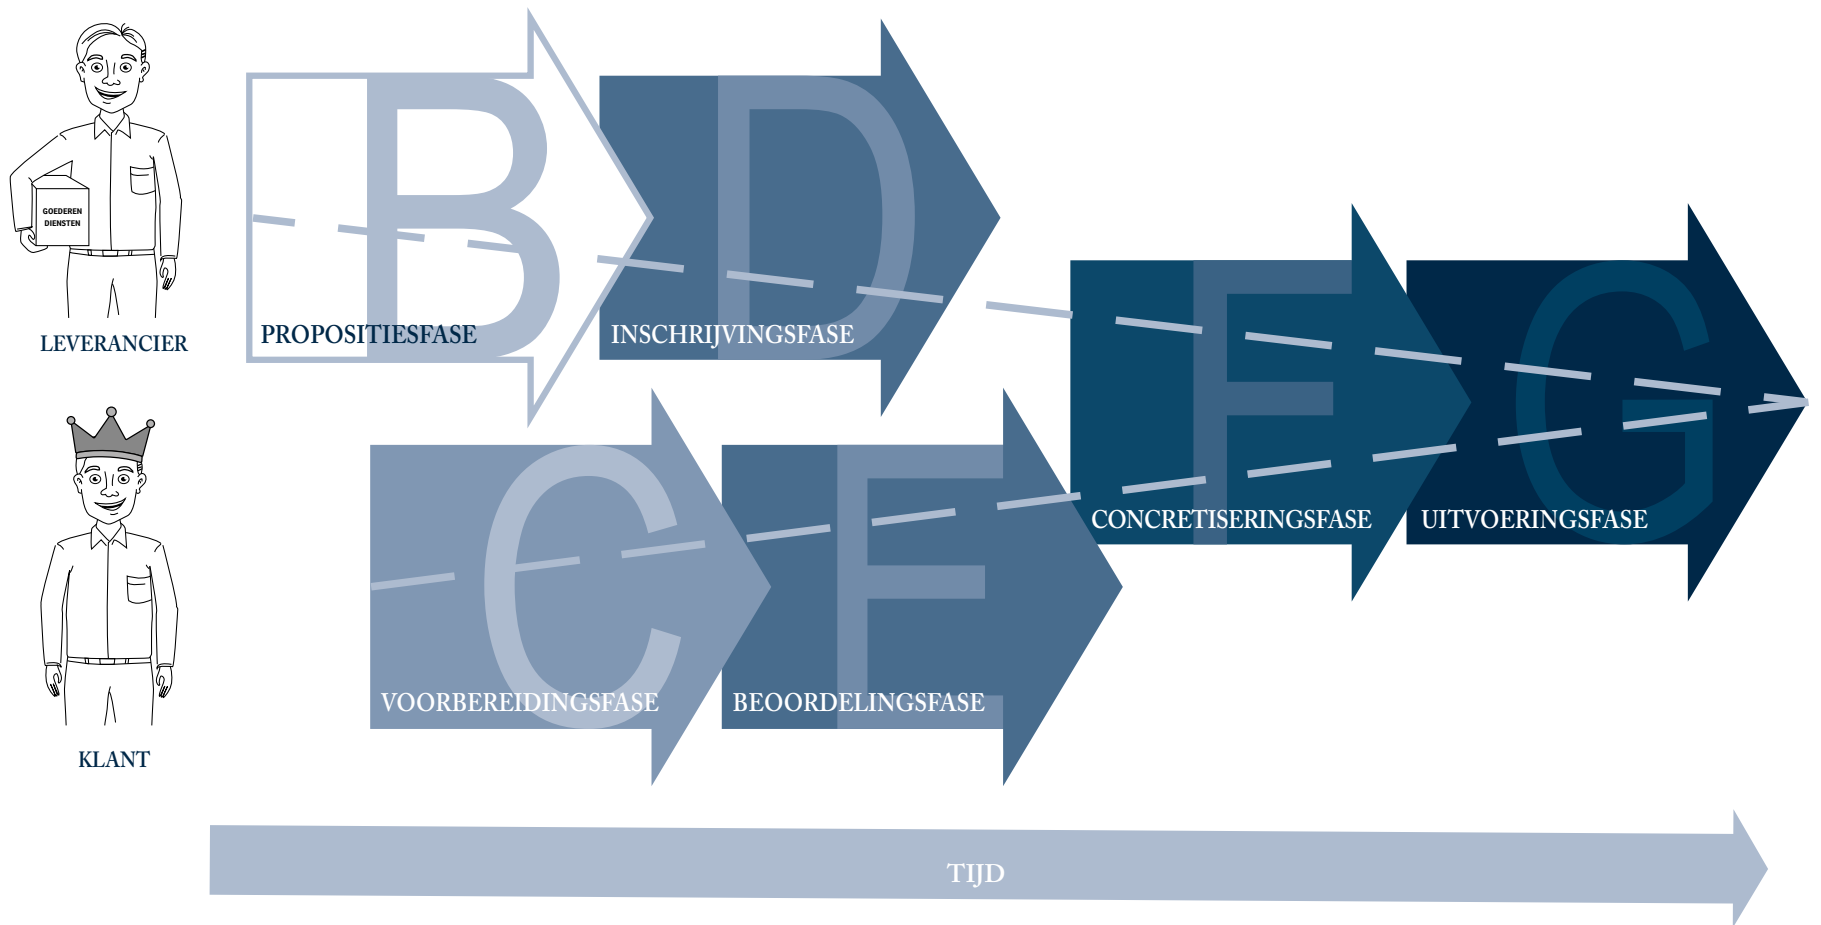 GOEDEREN
DIENSTEN
LEVERANCIER
B
PROPOSITIESFASE
D
INSCHRIJVINGSFASE
F
CONCRETISERINGSFASE
G
UITVOERINGSFASE
C
VOORBEREIDINGSFASE
E
BEOORDELINGSFASE
KLANT
TIJD